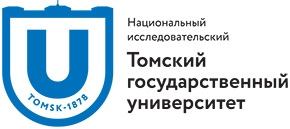 U
TOMSK-1878
Национальный
исследовательский
Томский
государственный
университет